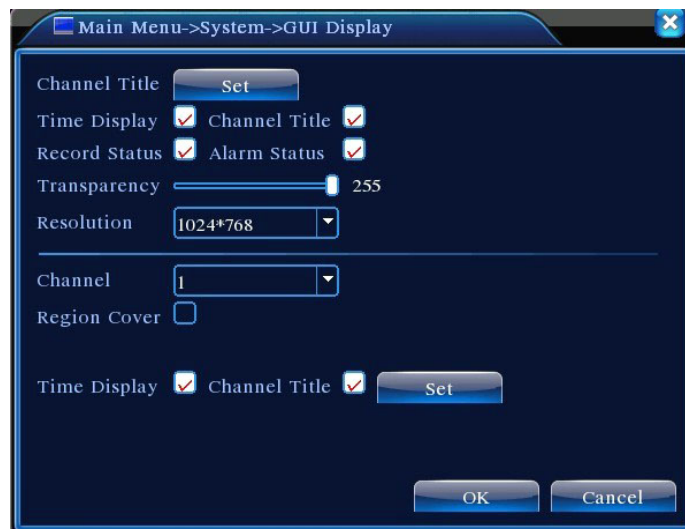 Main Menu->System->GUI Display
Channel Title Set
Time Display Channel Title
Record Status Alarm Status
Transparency 255
Resolution 1024*768
Channel 1
Region Cover
Time Display Channel Title Set
OK Cancel